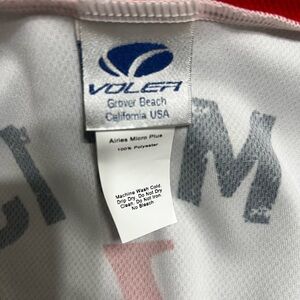 VOLER
Grover Beach
California USA
Airies Micro Plus
100% Polyester
Machine Wash Cold
Drip Dry, Do Not Dry
Clean, Do Not Iron
No Bleach